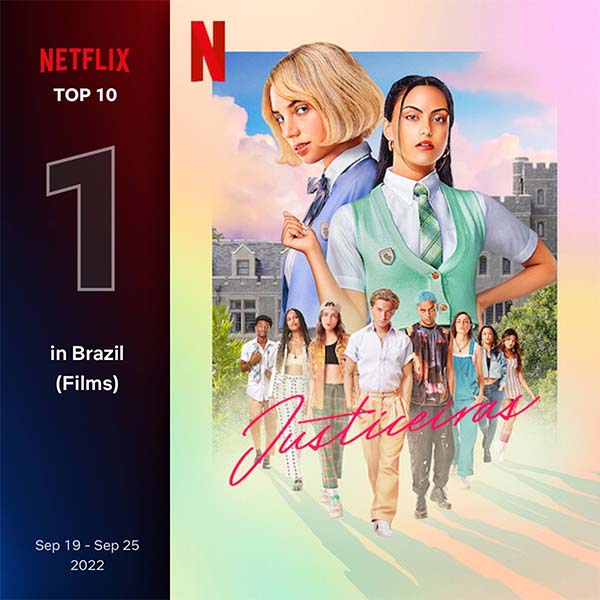 NETFLIX
TOP 10
1
in Brazil
(Films)
Sep 19 - Sep 25
2022
N
Justiceiras